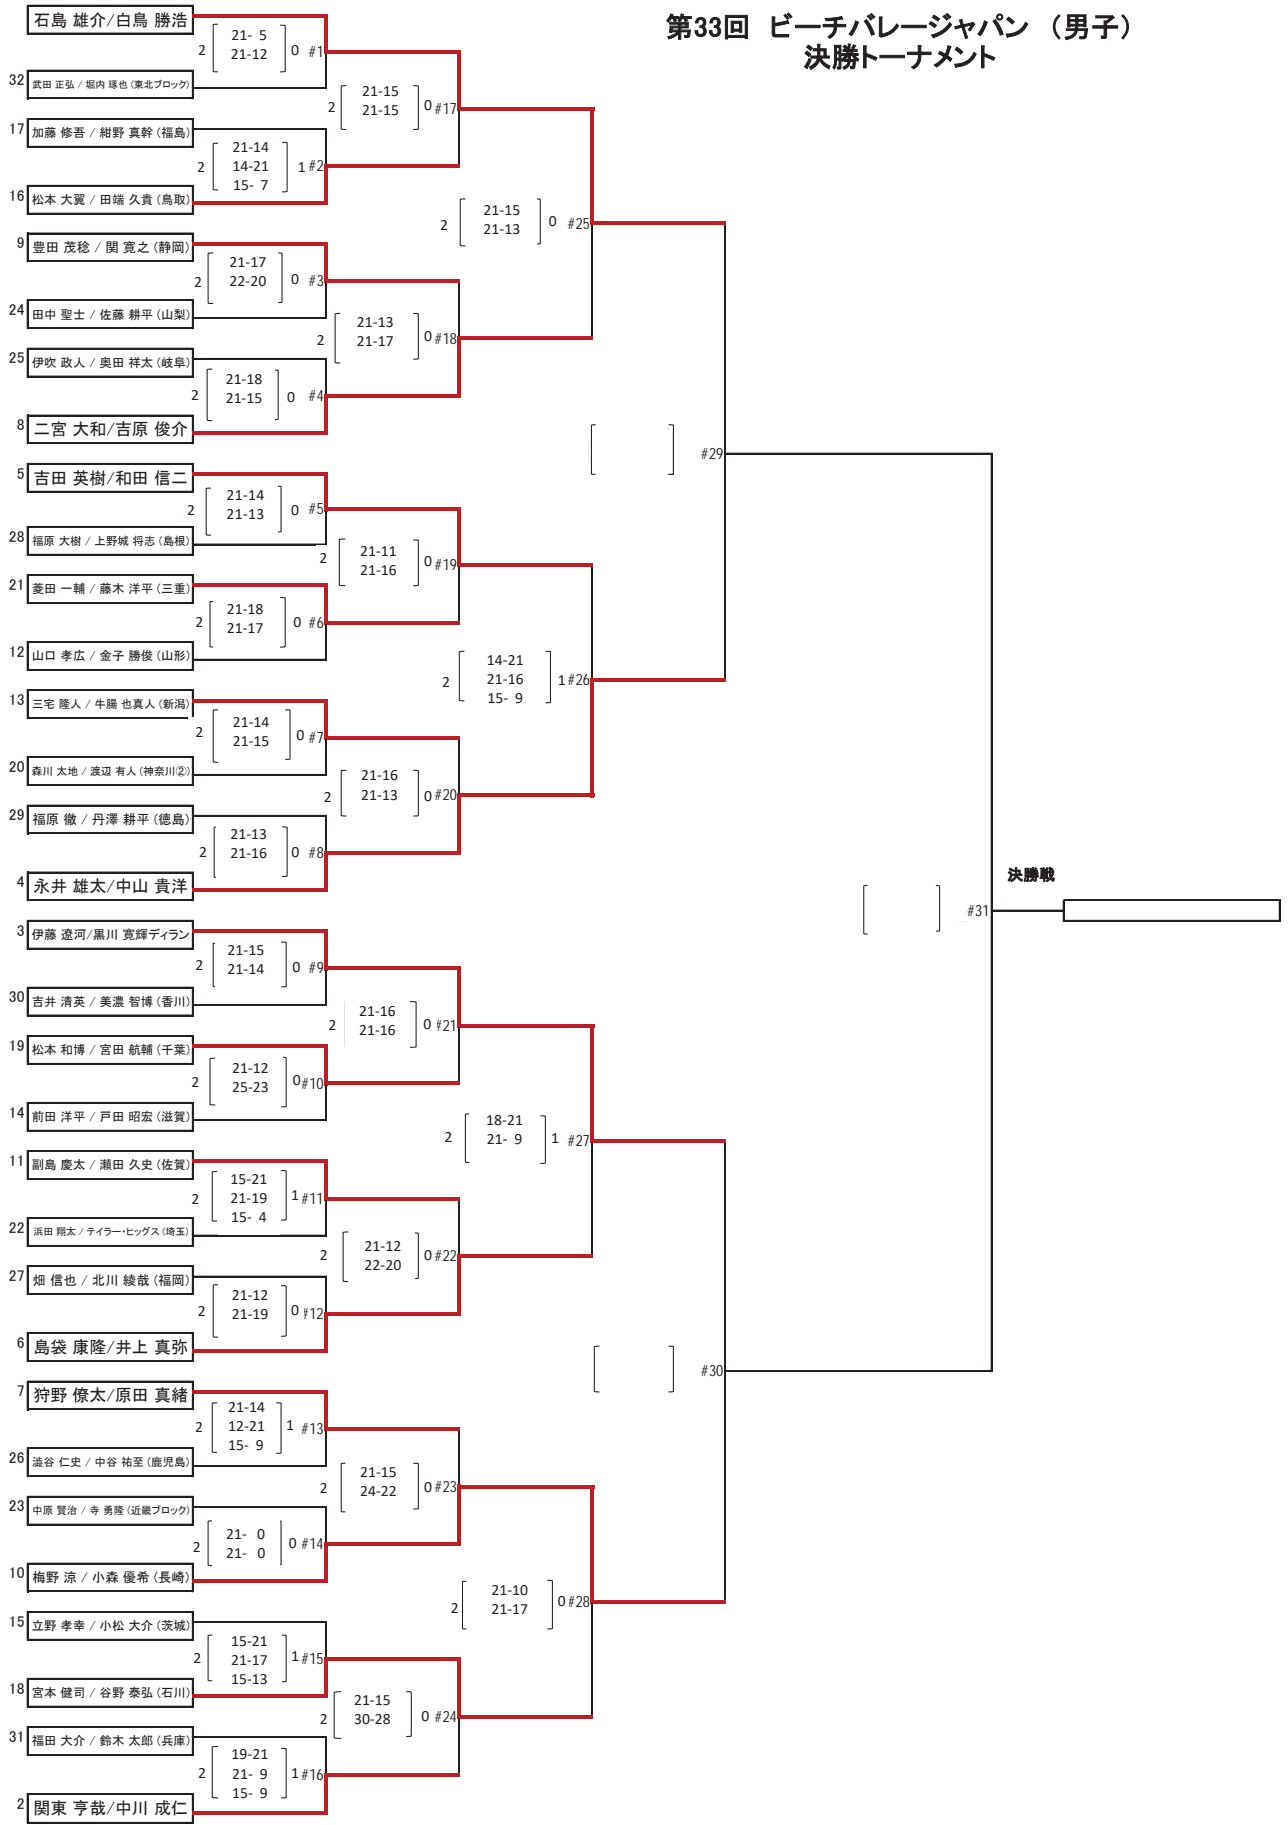 第33回　ビーチバレージャパン　（男子）
決勝トーナメント
石島 雄介/白鳥 勝浩
2 21- 5 0 #1
21-12
32 武田 正弘 / 堀内 琢也 (東北ブロック)
2 21-15 0 #17
21-15
17 加藤 修吾 / 紺野 真幹 (福島)
2 21-14 1 #2
14-21
15- 7
16 松本 大翼 / 田端 久貴 (鳥取)
2 21-15 0 #25
21-13
9 豊田 茂稔 / 関 寛之 (静岡)
2 21-17 0 #3
22-20
24 田中 聖士 / 佐藤 耕平 (山梨)
2 21-13 0 #18
21-17
25 伊吹 政人 / 奥田 祥太 (岐阜)
2 21-18 0 #4
21-15
8 二宮 大和/吉原 俊介
#29
5 吉田 英樹/和田 信二
2 21-14 0 #5
21-13
28 福原 大樹 / 上野城 将志 (島根)
2 21-11 0 #19
21-16
21 菱田 一輔 / 藤木 洋平 (三重)
2 21-18 0 #6
21-17
12 山口 孝広 / 金子 勝俊 (山形)
2 14-21 1 #26
21-16
15- 9
13 三宅 隆人 / 牛腸 也真人 (新潟)
2 21-14 0 #7
21-15
20 森川 太地 / 渡辺 有人 (神奈川②)
2 21-16 0 #20
21-13
29 福原 徹 / 丹澤 耕平 (徳島)
2 21-13 0 #8
21-16
4 永井 雄太/中山 貴洋
決勝戦
#31
3 伊藤 遼河/黒川 寛輝ディラン
2 21-15 0 #9
21-14
30 吉井 清英 / 美濃 智博 (香川)
2 21-16 0 #21
21-16
19 松本 和博 / 宮田 航輔 (千葉)
2 21-12 0 #10
25-23
14 前田 洋平 / 戸田 昭宏 (滋賀)
2 18-21 1 #27
21- 9
11 副島 慶太 / 瀬田 久史 (佐賀)
2 15-21 1 #11
21-19
15- 4
22 浜田 翔太 / テイラー・ヒッグス (埼玉)
2 21-12 0 #22
22-20
27 畑 信也 / 北川 綾哉 (福岡)
2 21-12 0 #12
21-19
6 島袋 康隆/井上 真弥
#30
7 狩野 僚太/原田 真緒
2 21-14 1 #13
12-21
15- 9
26 澁谷 仁史 / 中谷 祐至 (鹿児島)
2 21-15 0 #23
24-22
23 中原 賢治 / 寺 勇隆 (近畿ブロック)
2 21- 0 0 #14
21- 0
10 梅野 涼 / 小森 優希 (長崎)
2 21-10 0 #28
21-17
15 立野 孝幸 / 小松 大介 (茨城)
2 15-21 1 #15
21-17
15-13
18 宮本 健司 / 谷野 泰弘 (石川)
2 21-15 0 #24
30-28
31 福田 大介 / 鈴木 太郎 (兵庫)
2 19-21 1 #16
21- 9
15- 9
2 関東 亨哉/中川 成仁